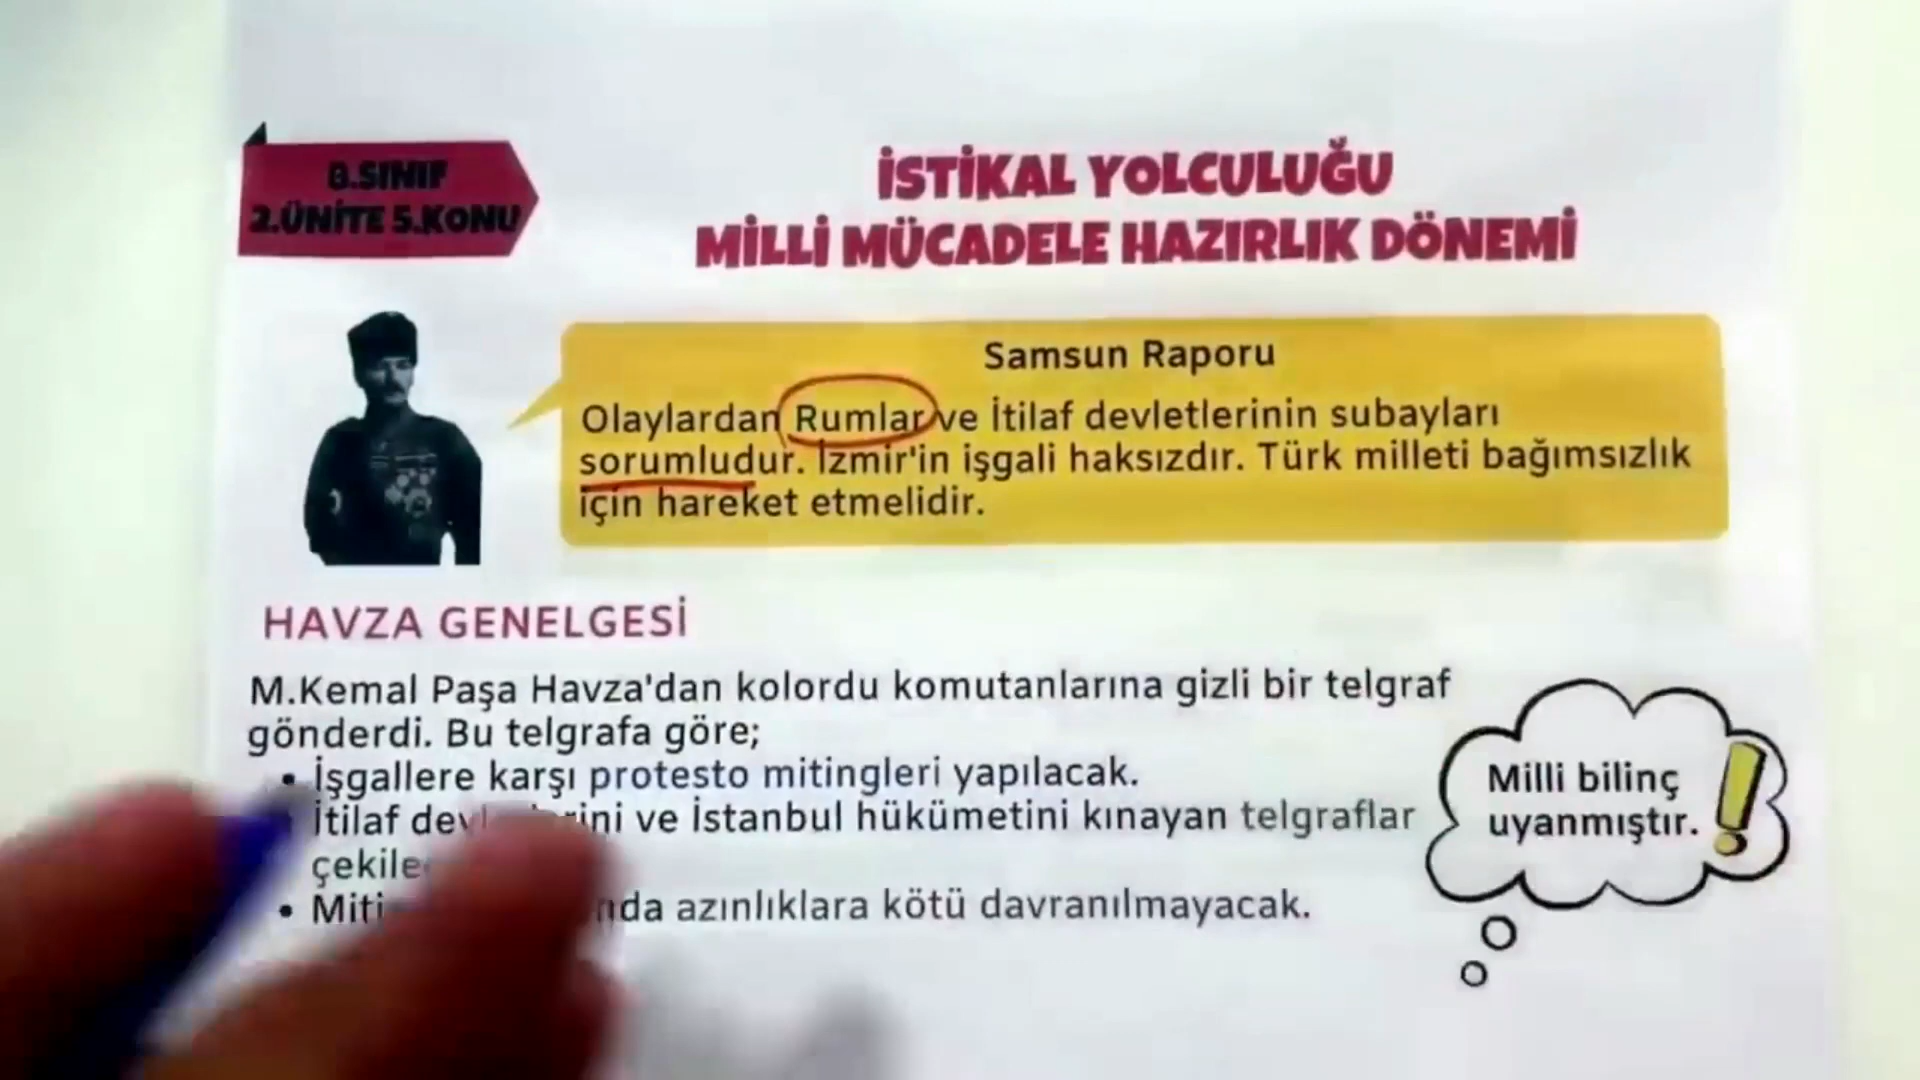 8.SINIF
2.ÜNİTE 5.KONU
İSTİKAL YOLCULUĞU
MİLLİ MÜCADELE HAZIRLIK DÖNEMİ
Samsun Raporu
Olaylardan Rumlar ve İtilaf devletlerinin subayları
sorumludur. İzmir'in işgali haksızdır. Türk milleti bağımsızlık
için hareket etmelidir.
HAVZA GENELGESİ
M.Kemal Paşa Havza'dan kolordu komutanlarına gizli bir telgraf
gönderdi. Bu telgrafa göre;
• İşgallere karşı protesto mitingleri yapılacak.
İtilaf ve İstanbul hükümetini kınayan telgraflar
• azınlıklara kötü davranılmayacak.
Milli bilinç
uyanmıştır.